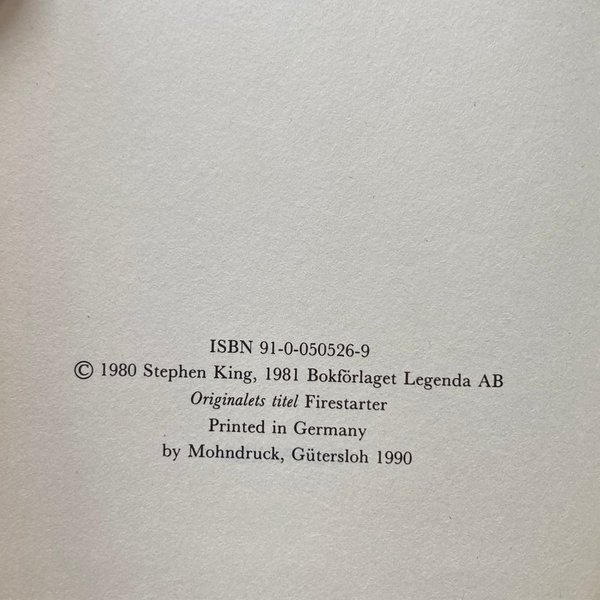 ISBN 91-0-050526-9
© 1980 Stephen King, 1981 Bokförlaget Legenda AB
Originalets titel Firestarter
Printed in Germany
by Mohndruck, Gütersloh 1990